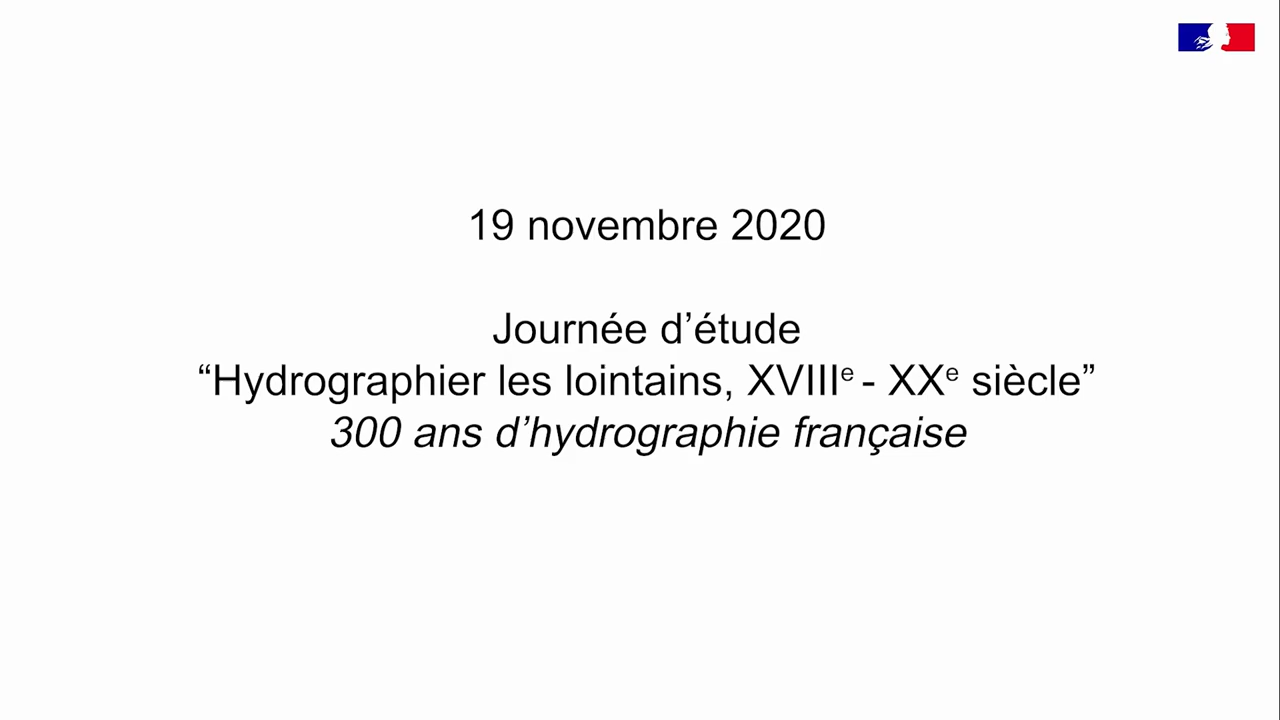 19 novembre 2020
Journée d’étude
“Hydrographier les lointains, XVIIIe - XXe siècle”
300 ans d’hydrographie française